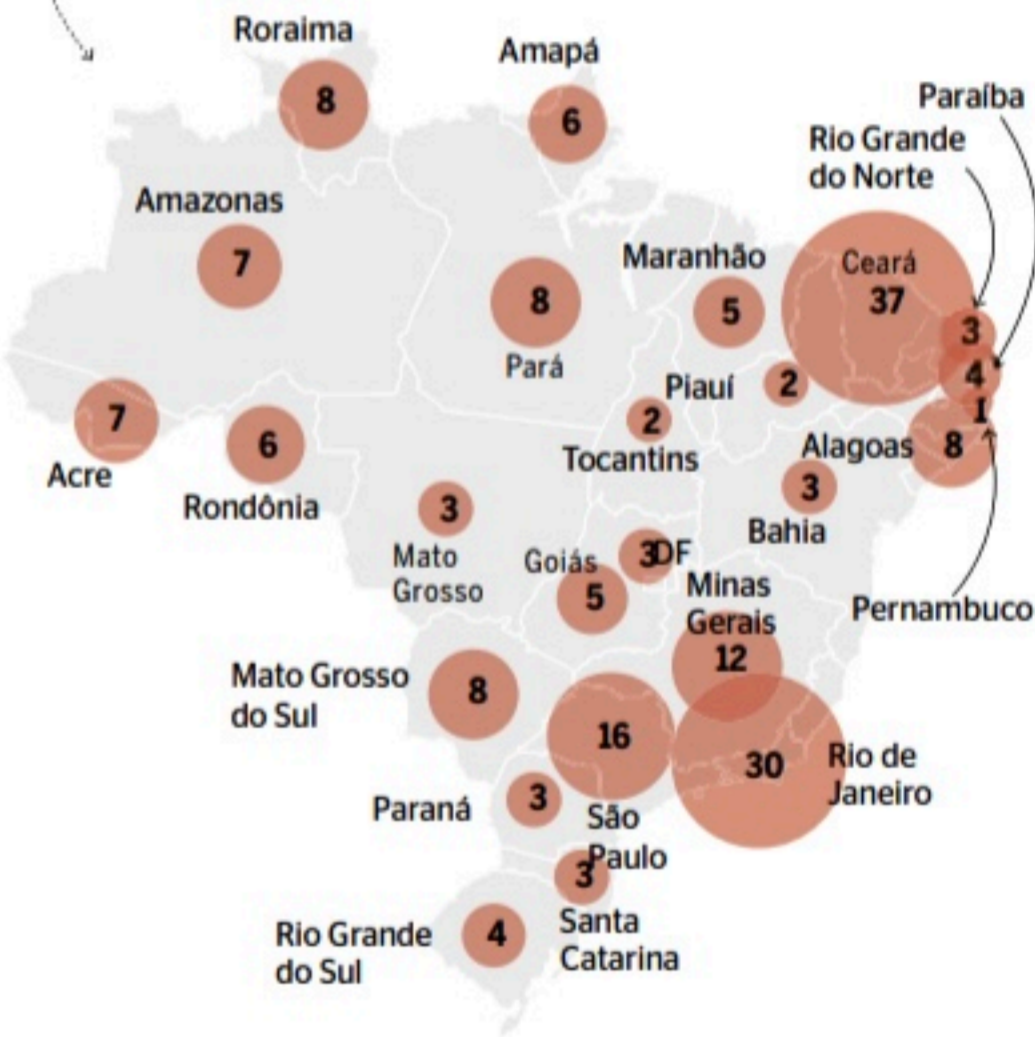 Roraima
8
Amapá
6
Paraíba
Rio Grande
do Norte
Amazonas
7
Maranhão
5
Ceará
37
3
8
Pará
4
Piauí
2
1
7
Acre
6
Rondônia
2
Tocantins
Alagoas
8
3
Bahia
3
Mato
Grosso
Goiás
5
3
DF
Minas
Gerais
12
Pernambuco
Mato Grosso
do Sul
8
16
São
Paulo
30
Rio de
Janeiro
Paraná
3
3
Santa
Catarina
Rio Grande
do Sul
4